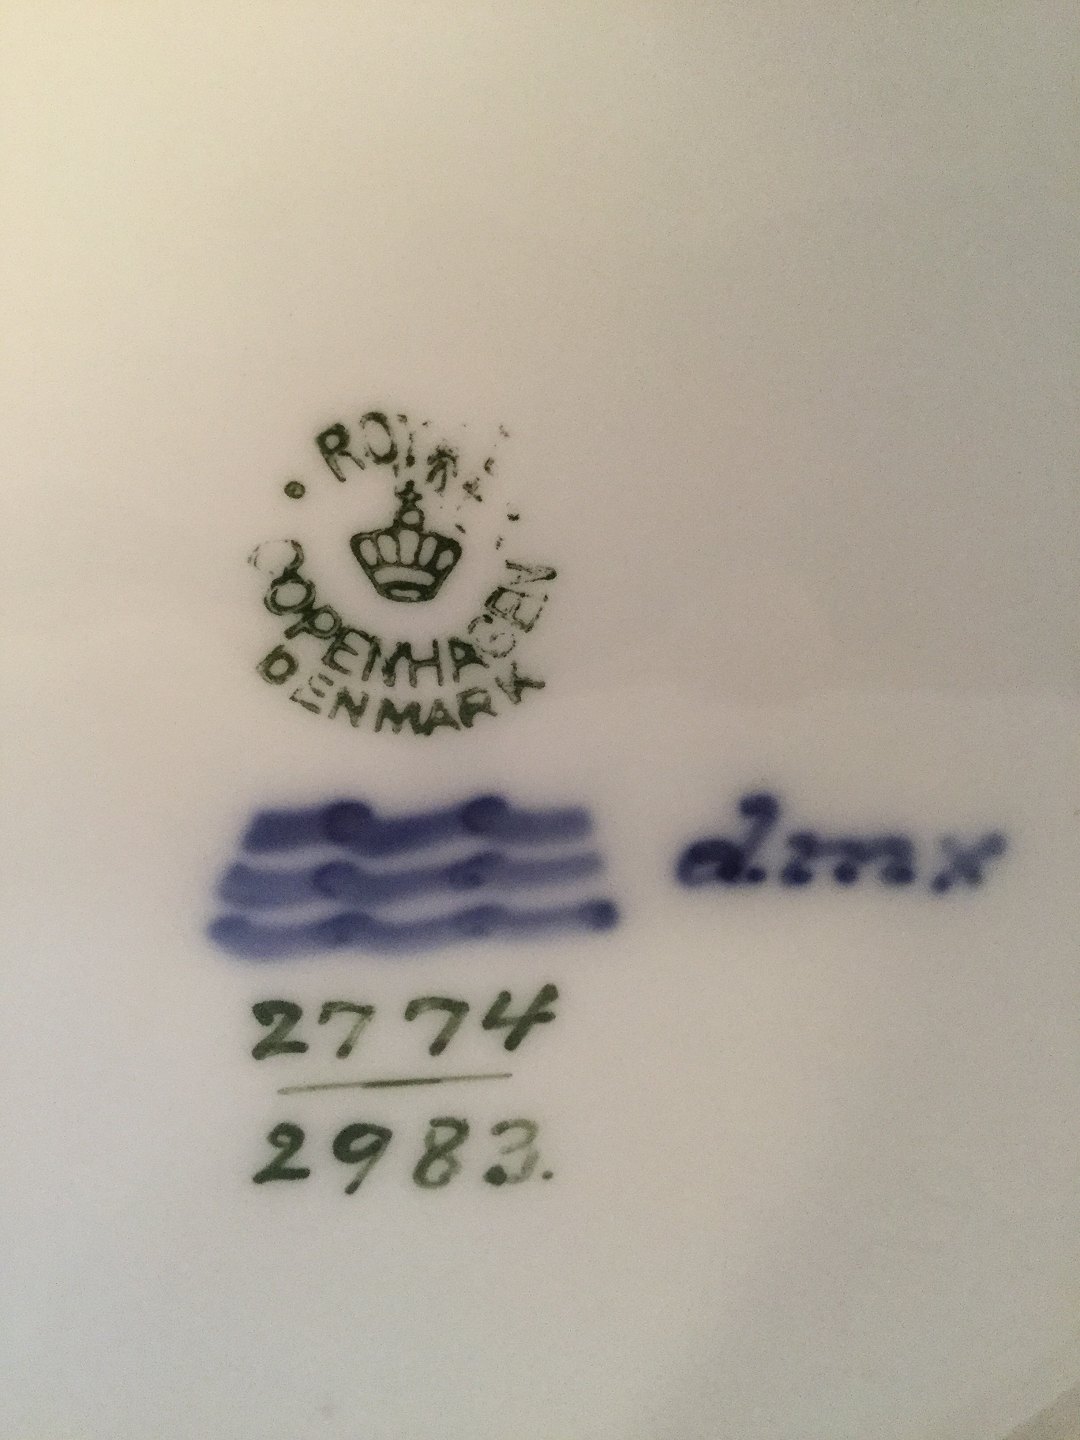 ROYAL
COPENHAGEN
DENMARK
2774
2983.